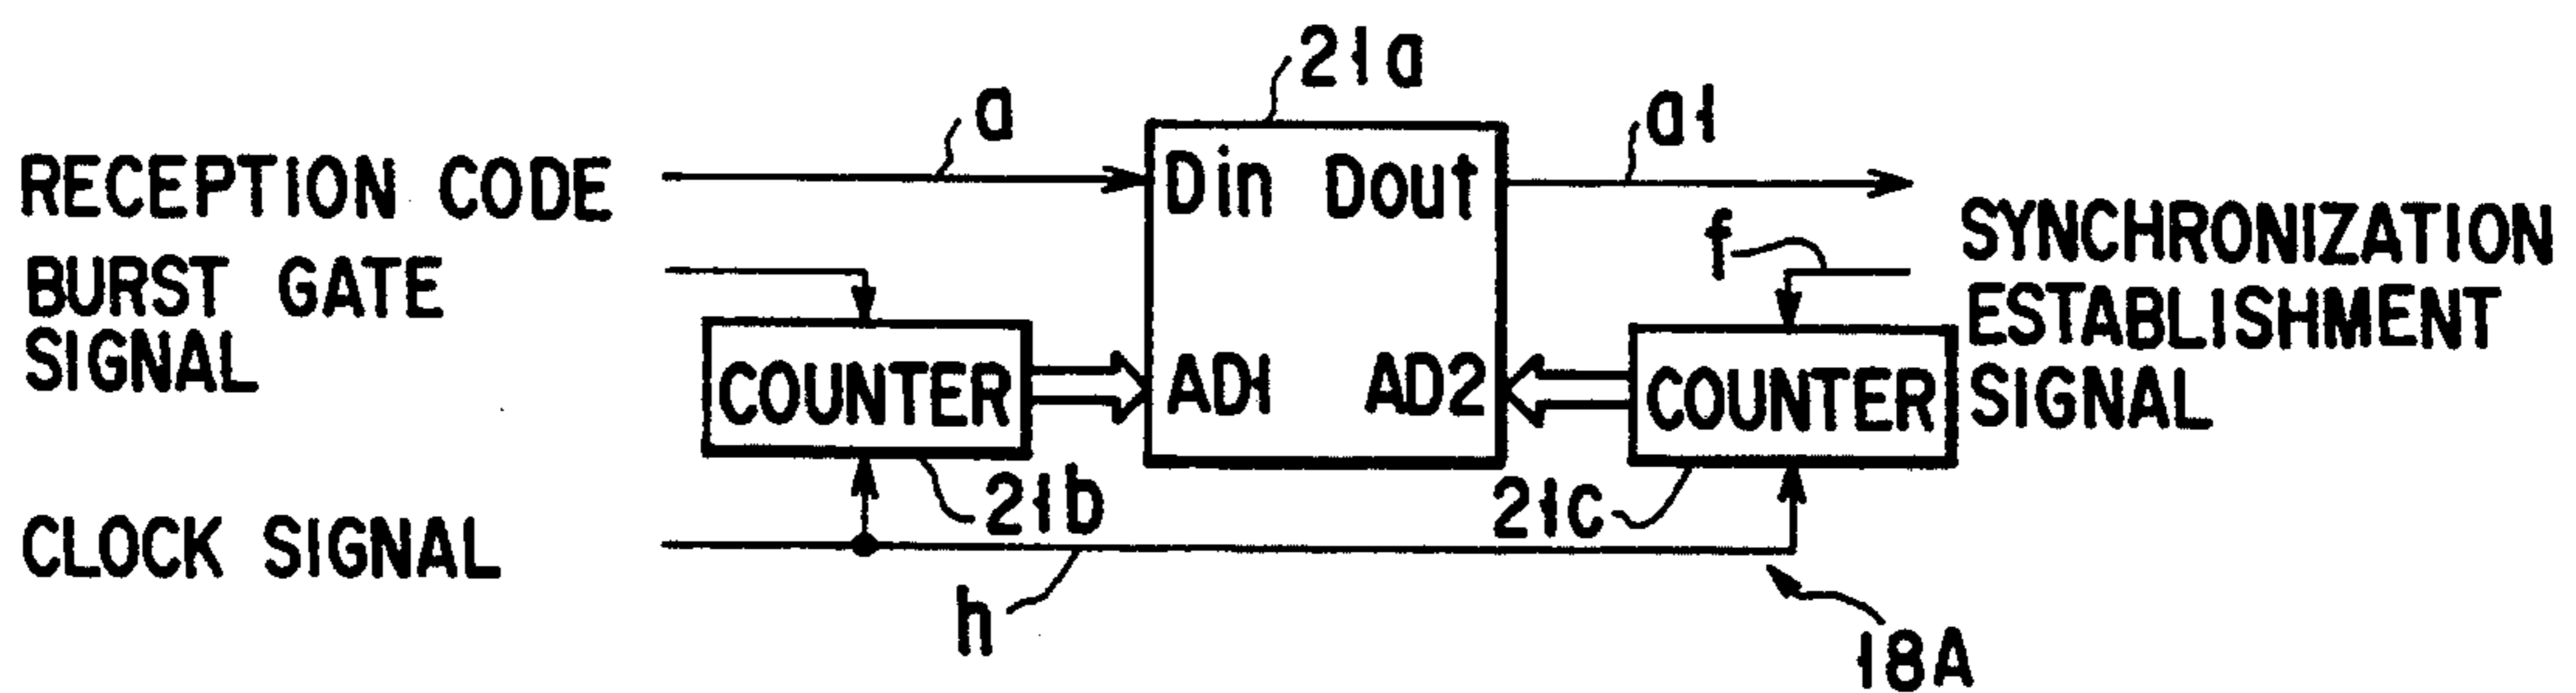 21a
a
a1
RECEPTION CODE
Din Dout
f
SYNCHRONIZATION
ESTABLISHMENT
SIGNAL
BURST GATE
SIGNAL
COUNTER
AD1 AD2
COUNTER
21b
21c
CLOCK SIGNAL
h
18A